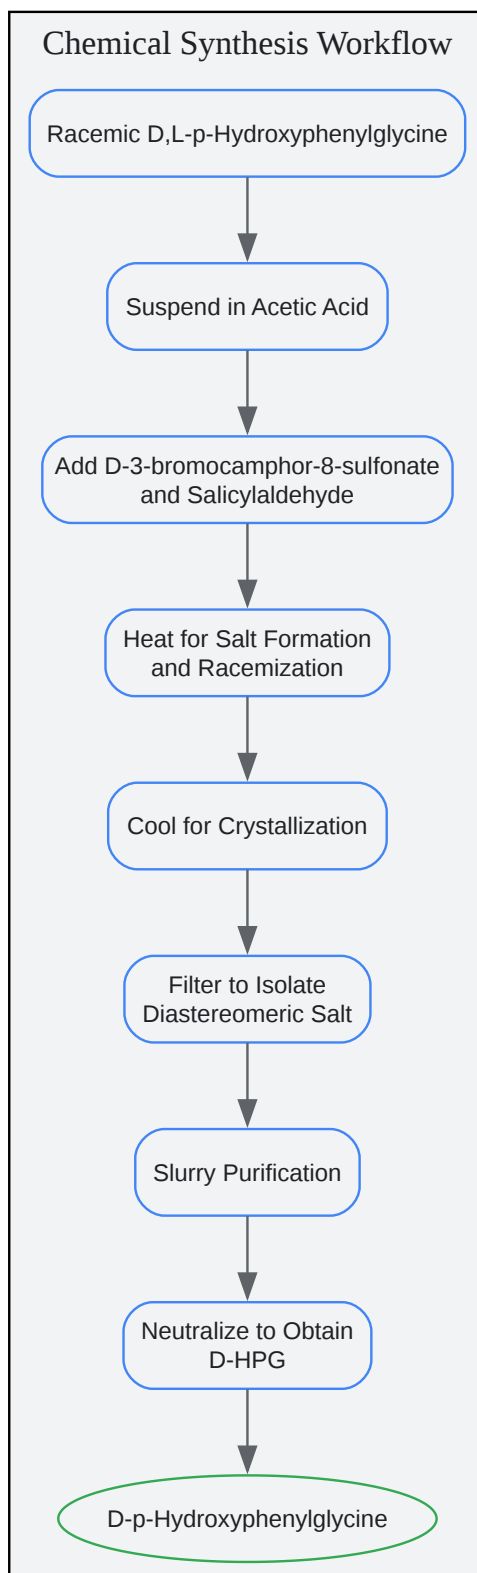 Chemical Synthesis Workflow
Racemic D,L-p-Hydroxyphenylglycine
Suspend in Acetic Acid
Add D-3-bromocamphor-8-sulfonate
and Salicylaldehyde
Heat for Salt Formation
and Racemization
Cool for Crystallization
Filter to Isolate
Diastereomeric Salt
Slurry Purification
Neutralize to Obtain
D-HPG
D-p-Hydroxyphenylglycine